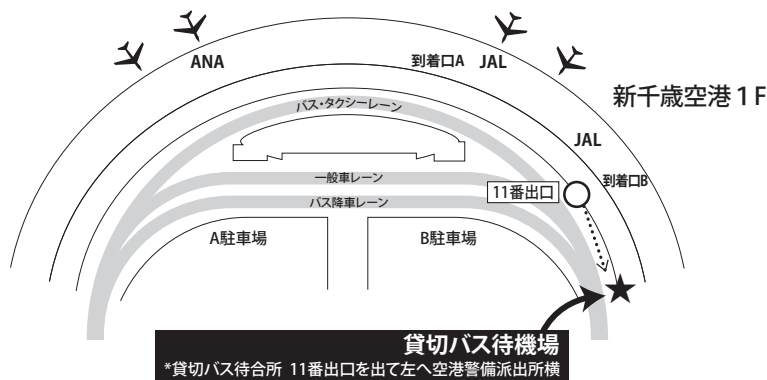 ANA
到着口A JAL
新千歳空港1F
バス・タクシーレーン
JAL
一般車レーン
11番出口
到着口B
バス降車レーン
A駐車場
B駐車場
貸切バス待機場
*貸切バス待合所 11番出口を出て左へ空港警備派出所横